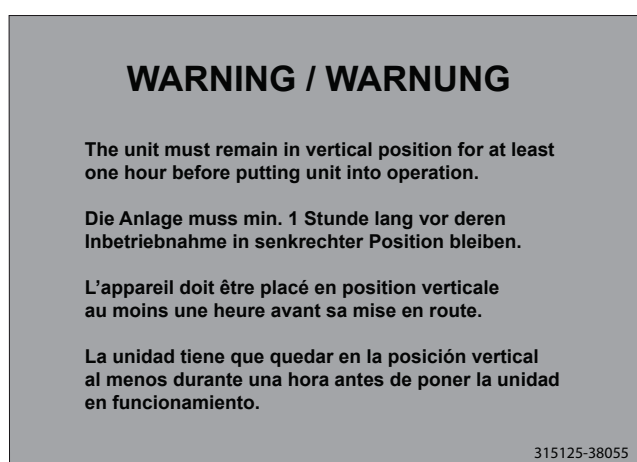 WARNING / WARNUNG
The unit must remain in vertical position for at least
one hour before putting unit into operation.
Die Anlage muss min. 1 Stunde lang vor deren
Inbetriebnahme in senkrechter Position bleiben.
L’appareil doit être placé en position verticale
au moins une heure avant sa mise en route.
La unidad tiene que quedar en la posición vertical
al menos durante una hora antes de poner la unidad
en funcionamiento.
315125-38055